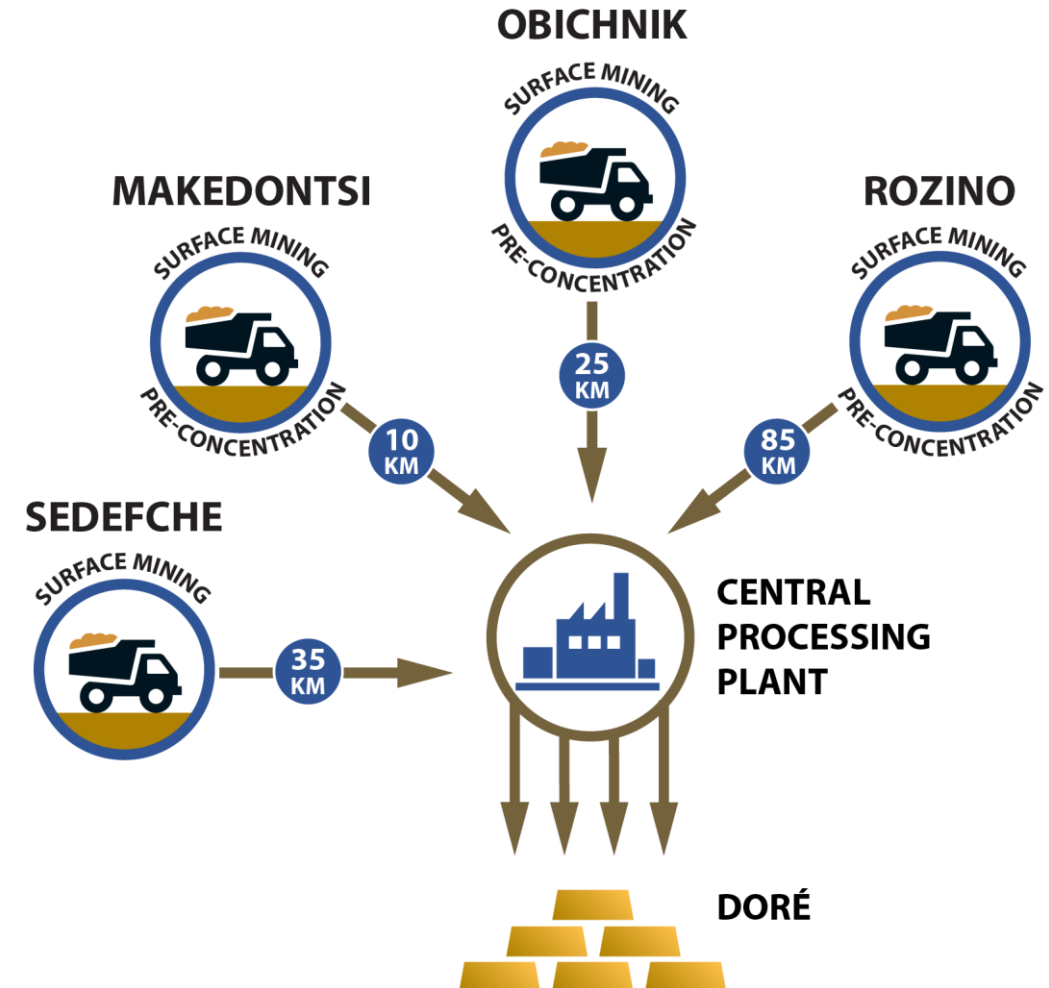 OBICHNIK
SURFACE MINING
PRE-CONCENTRATION
25
KM
MAKEDONTSI
SURFACE MINING
PRE-CONCENTRATION
10
KM
ROZINO
SURFACE MINING
PRE-CONCENTRATION
85
KM
SEDEFCHE
SURFACE MINING
35
KM
CENTRAL
PROCESSING
PLANT
DORÉ